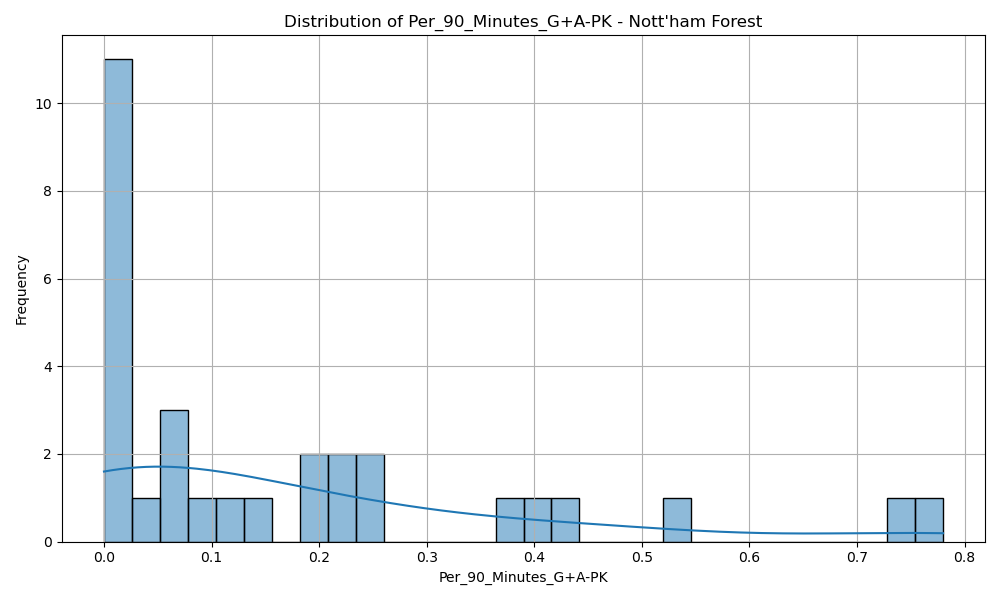 Distribution of Per_90_Minutes_G+A-PK - Nott'ham Forest
Frequency
10
8
6
4
2
0
0.0 0.1 0.2 0.3 0.4 0.5 0.6 0.7 0.8
Per_90_Minutes_G+A-PK